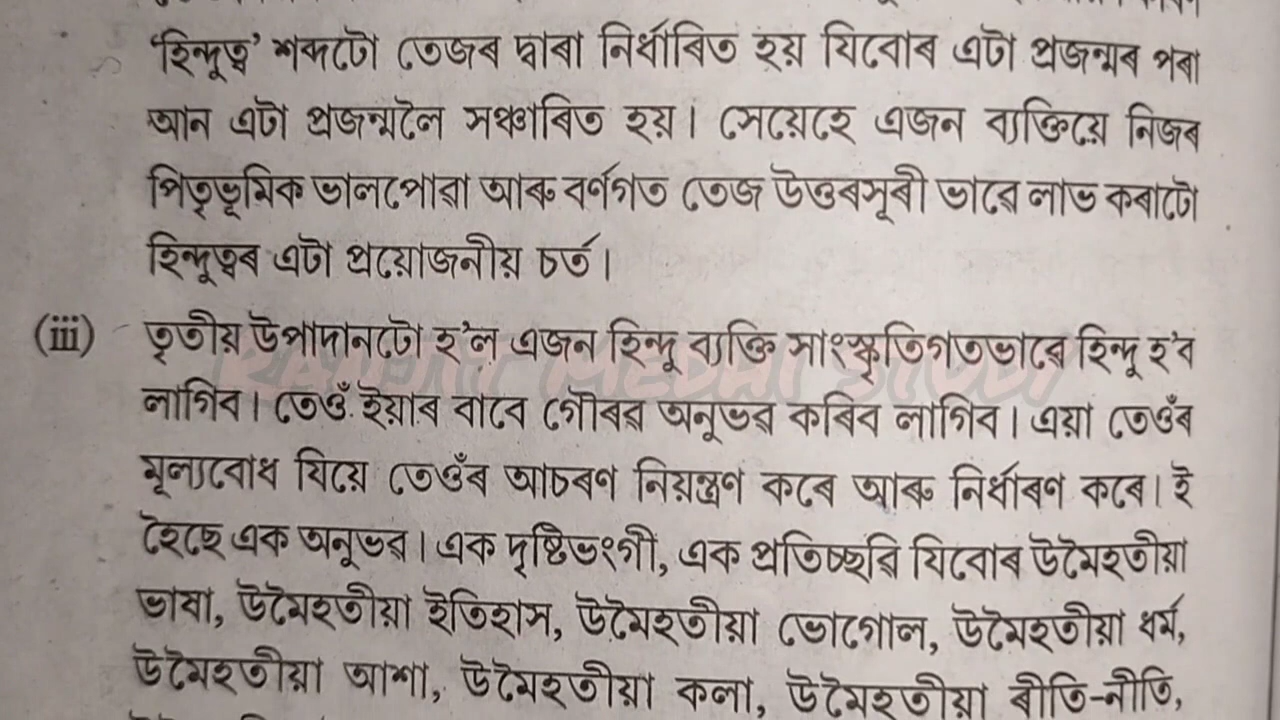 'হিন্দুত্ব' শব্দটো তেজৰ দ্বাৰা নিৰ্ধাৰিত হয় যিবোৰ এটা প্ৰজন্মৰ পৰা
আন এটা প্ৰজন্মলৈ সঞ্চাৰিত হয়। সেয়েহে এজন ব্যক্তিয়ে নিজৰ
পিতৃভূমিক ভালপোৱা আৰু বৰ্ণগত তেজ উত্তৰসূৰী ভাৱে লাভ কৰাটো
হিন্দুত্বৰ এটা প্ৰয়োজনীয় চৰ্ত।
(iii) তৃতীয় উপাদানটো হ'ল এজন হিন্দু ব্যক্তি সাংস্কৃতিগতভাৱে হিন্দু হ'ব
লাগিব। তেওঁ ইয়াৰ বাবে গৌৰৱ অনুভৱ কৰিব লাগিব। এয়া তেওঁৰ
মূল্যবোধ যিয়ে তেওঁৰ আচৰণ নিয়ন্ত্ৰণ কৰে আৰু নিৰ্ধাৰণ কৰে। ই
হৈছে এক অনুভৱ। এক দৃষ্টিভংগী, এক প্ৰতিচ্ছৱি যিবোৰ উমৈহতীয়া
ভাষা, উমৈহতীয়া ইতিহাস, উমৈহতীয়া ভোগোল, উমৈহতীয়া ধৰ্ম,
উমৈহতীয়া আশা, উমৈহতীয়া কলা, উমৈহতীয়া ৰীতি-নীতি,